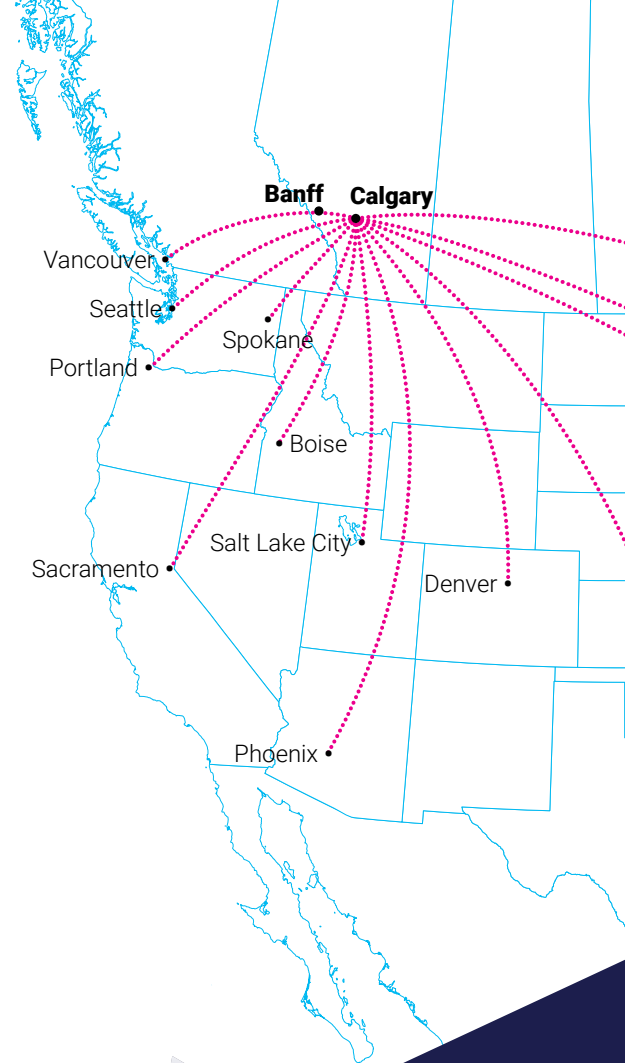 Banff
Calgary
Vancouver
Seattle
Spokane
Portland
Boise
Salt Lake City
Sacramento
Denver
Phoenix